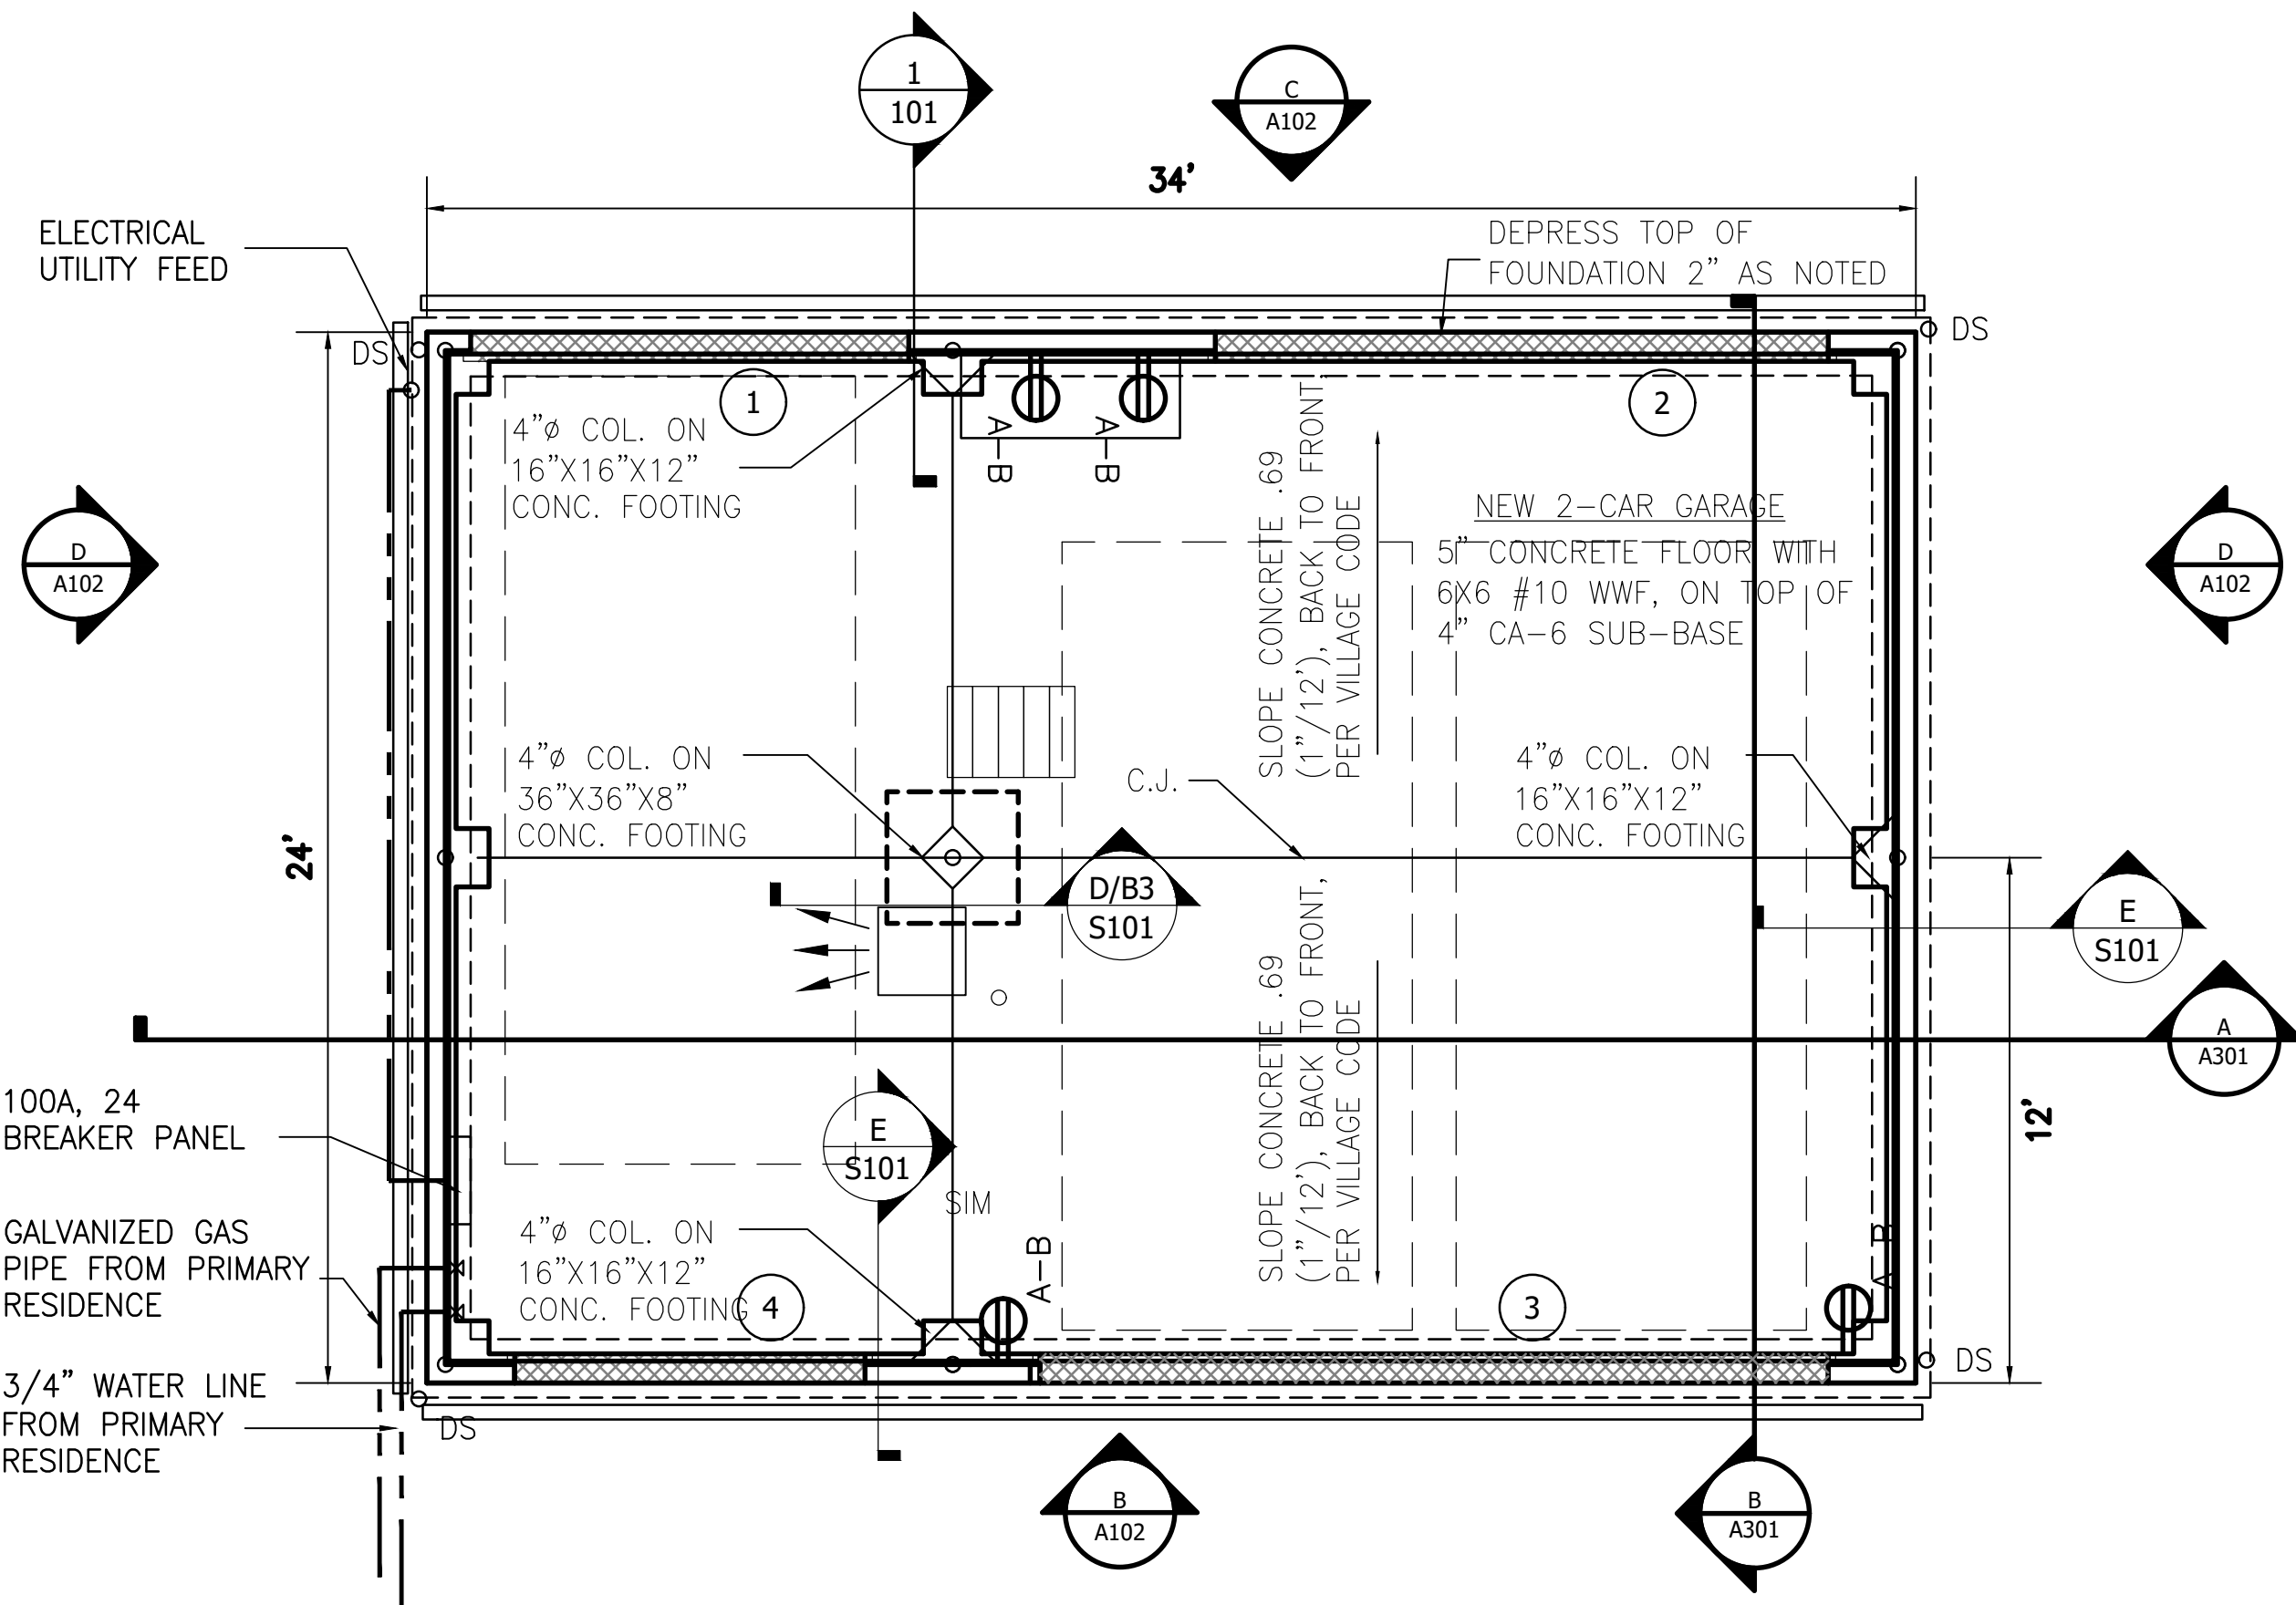 1
101
C
A102
34'
ELECTRICAL
UTILITY FEED
DEPRESS TOP OF
FOUNDATION 2" AS NOTED
DS
DS
1
2
4"ø COL. ON
16"X16"X12"
CONC. FOOTING
A-B
A-B
SLOPE CONCRETE .69
(1"/12'), BACK TO FRONT,
PER VILLAGE CODE
NEW 2-CAR GARAGE
5" CONCRETE FLOOR WITH
6X6 #10 WWF, ON TOP OF
4" CA-6 SUB-BASE
D
A102
D
A102
4"ø COL. ON
36"X36"X8"
CONC. FOOTING
C.J.
4"ø COL. ON
16"X16"X12"
CONC. FOOTING
24'
D/B3
S101
E
S101
SLOPE CONCRETE .69
(1"/12'), BACK TO FRONT,
PER VILLAGE CODE
A
A301
12'
100A, 24
BREAKER PANEL
E
S101
SIM
GALVANIZED GAS
PIPE FROM PRIMARY
RESIDENCE
4"ø COL. ON
16"X16"X12"
CONC. FOOTING
4
A-B
3
A-B
3/4" WATER LINE
FROM PRIMARY
RESIDENCE
DS
DS
B
A102
B
A301